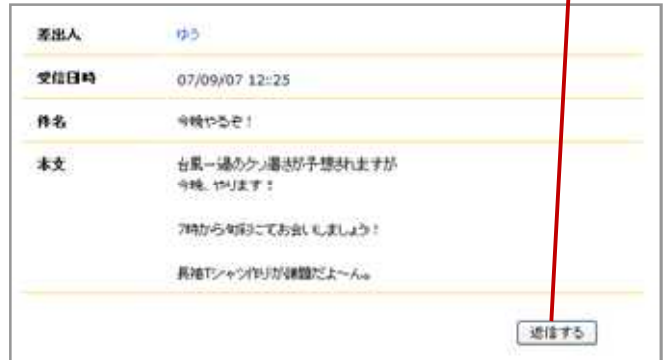 差出人 ゆう
受信日時 07/09/07 12:25
件名 今晩やるぞ！
本文 台風一過のクソ暑さが予想されますが
今晩、やります！
7時から旬彩にてお会いしましょう！
長袖Tシャツ作りが課題だよ〜ん。
返信する